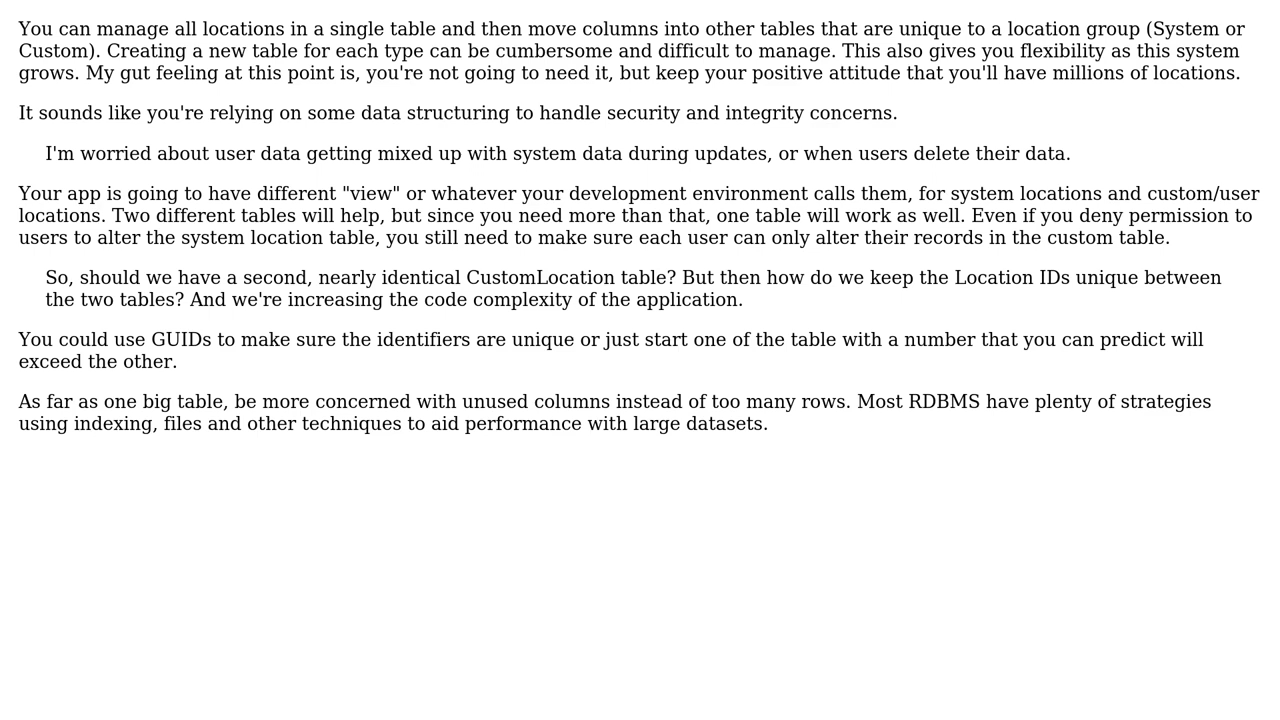 You can manage all locations in a single table and then move columns into other tables that are unique to a location group (System or
Custom). Creating a new table for each type can be cumbersome and difficult to manage. This also gives you flexibility as this system
grows. My gut feeling at this point is, you're not going to need it, but keep your positive attitude that you'll have millions of locations.
It sounds like you're relying on some data structuring to handle security and integrity concerns.
I'm worried about user data getting mixed up with system data during updates, or when users delete their data.
Your app is going to have different "view" or whatever your development environment calls them, for system locations and custom/user
locations. Two different tables will help, but since you need more than that, one table will work as well. Even if you deny permission to
users to alter the system location table, you still need to make sure each user can only alter their records in the custom table.
So, should we have a second, nearly identical CustomLocation table? But then how do we keep the Location IDs unique between
the two tables? And we're increasing the code complexity of the application.
You could use GUIDs to make sure the identifiers are unique or just start one of the table with a number that you can predict will
exceed the other.
As far as one big table, be more concerned with unused columns instead of too many rows. Most RDBMS have plenty of strategies
using indexing, files and other techniques to aid performance with large datasets.